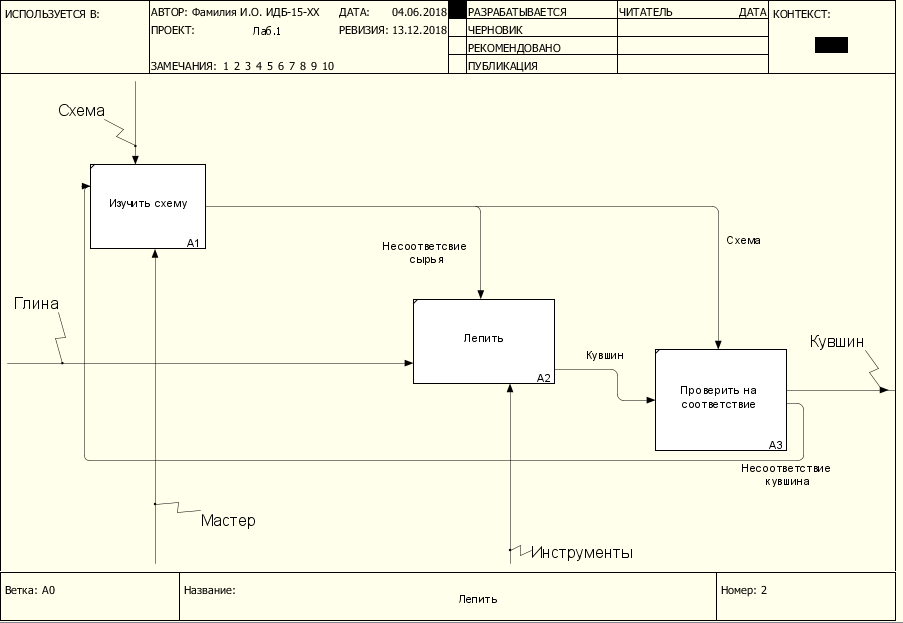 ИСПОЛЬЗУЕТСЯ В:
АВТОР: Фамилия И.О. ИДБ-15-ХХ ДАТА: 04.06.2018
РАЗРАБАТЫВАЕТСЯ
ЧИТАТЕЛЬ ДАТА
КОНТЕКСТ:
ПРОЕКТ: Лаб.1 РЕВИЗИЯ: 13.12.2018
ЧЕРНОВИК
РЕКОМЕНДОВАНО
ЗАМЕЧАНИЯ: 1 2 3 4 5 6 7 8 9 10
ПУБЛИКАЦИЯ
Схема
Изучить схему
A1
Несоответсвие
сырья
Схема
Глина
Лепить
A2
Кувшин
Кувшин
Проверить на
соответствие
A3
Несоответствие
кувшина
Мастер
Инструменты
Ветка: A0
Название:
Лепить
Номер: 2